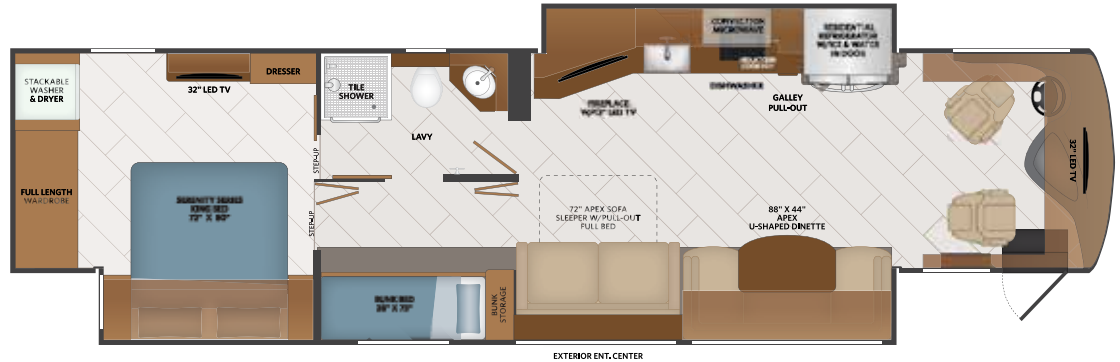 STACKABLE
WASHER
& DRYER
FULL LENGTH
WARDROBE
32" LED TV
DRESSER
STEP-UP
STEP-UP
TILE
SHOWER
LAVY
SERENITY SERIES
KING BED
72" X 80"
BUNK BED
BUNK
STORAGE
72" APEX SOFA
SLEEPER W/PULL-OUT
FULL BED
FIREPLACE
CONVECTION
MICROWAVE
DISHWASHER
RESIDENTIAL
REFRIGERATOR
W/ICE & WATER
IN DOOR
GALLEY
PULL-OUT
88" X 44"
APEX
U-SHAPED DINETTE
32" LED TV
EXTERIOR ENT. CENTER